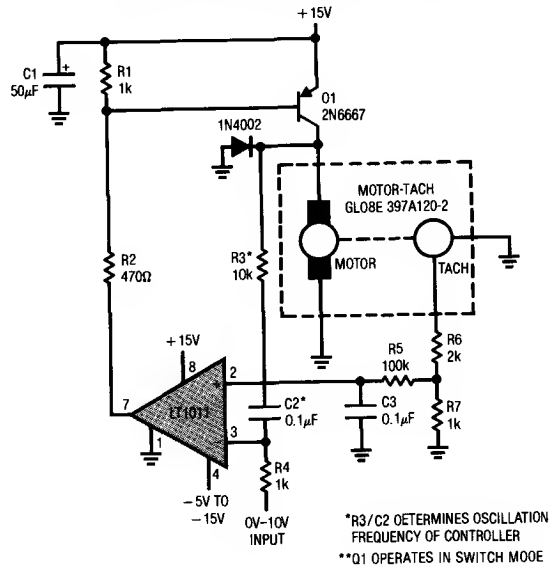 +15V
C1
50µF
+
R1
1k
Q1
2N6667
1N4002
MOTOR-TACH
GLO8E 397A120-2
MOTOR
TACH
R3*
10k
R2
470Ω
+15V
8
2
+
7
LT1011
3
−
1
4
−5V TO
−15V
C2*
0.1µF
R4
1k
0V–10V
INPUT
R5
100k
C3
0.1µF
R6
2k
R7
1k
*R3/C2 OETERMINES OSCILLATION
FREQUENCY OF CONTROLLER
**Q1 OPERATES IN SWITCH MOOE